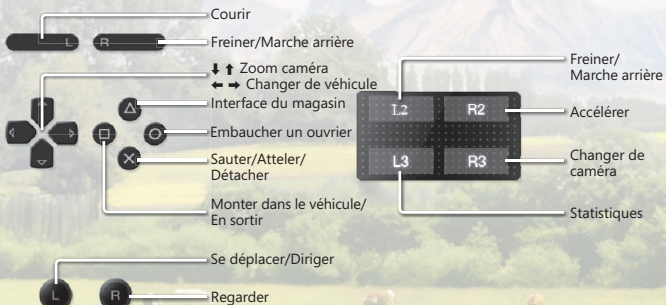 Courir
L R
Freiner/Marche arrière
↓ ↑ Zoom caméra
← → Changer de véhicule
Interface du magasin
Embaucher un ouvrier
Sauter/Atteler/
Détacher
Monter dans le véhicule/
En sortir
Se déplacer/Diriger
L R
Regarder
Freiner/
Marche arrière
L2 R2
Accélérer
L3 R3
Changer de
caméra
Statistiques